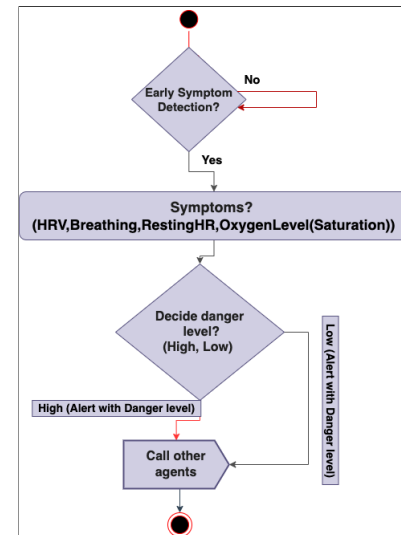 Early Symptom
Detection?
No
Yes
Symptoms?
(HRV,Breathing,RestingHR,OxygenLevel(Saturation))
Decide danger
level?
(High, Low)
Low (Alert with
Danger level)
High (Alert with Danger level)
Call other
agents